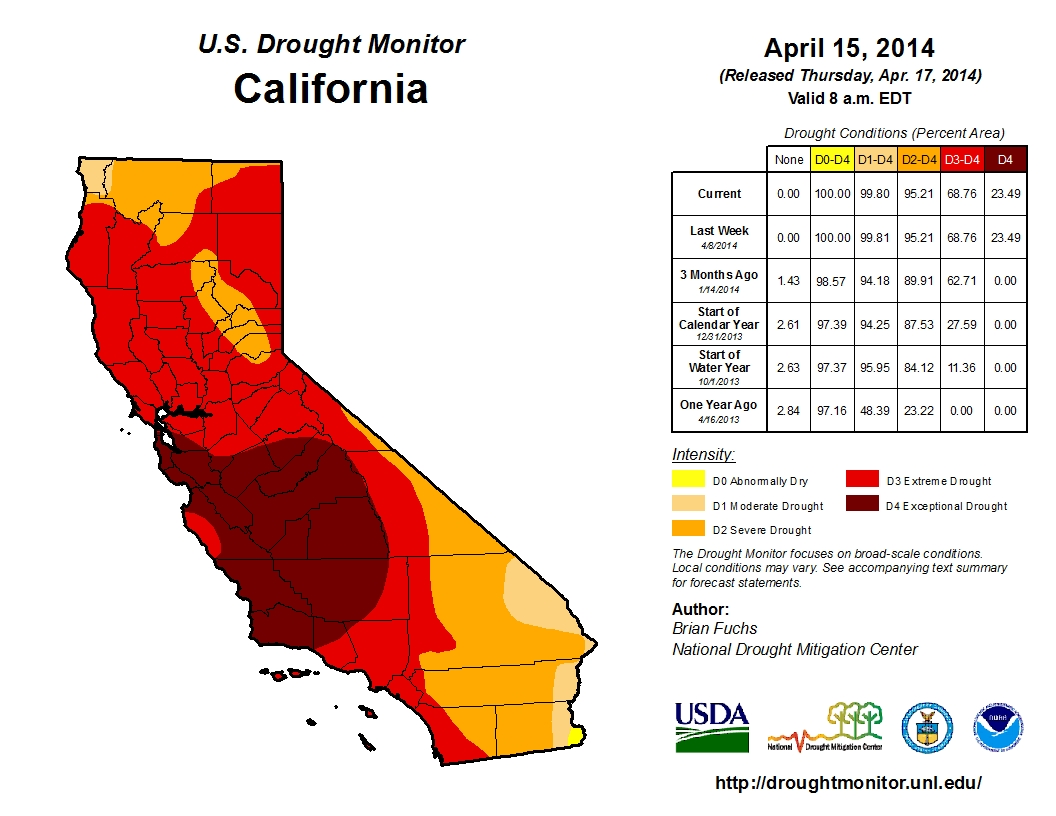 U.S. Drought Monitor
California
April 15, 2014
(Released Thursday, Apr. 17, 2014)
Valid 8 a.m. EDT
Drought Conditions (Percent Area)
None D0-D4 D1-D4 D2-D4 D3-D4 D4
Current 0.00 100.00 99.80 95.21 68.76 23.49
Last Week
4/8/2014 0.00 100.00 99.81 95.21 68.76 23.49
3 Months Ago
1/14/2014 1.43 98.57 94.18 89.91 62.71 0.00
Start of
Calendar Year
12/31/2013 2.61 97.39 94.25 87.53 27.59 0.00
Start of
Water Year
10/1/2013 2.63 97.37 95.95 84.12 11.36 0.00
One Year Ago
4/16/2013 2.84 97.16 48.39 23.22 0.00 0.00
Intensity:
D0 Abnormally Dry
D1 Moderate Drought
D2 Severe Drought
D3 Extreme Drought
D4 Exceptional Drought
The Drought Monitor focuses on broad-scale conditions.
Local conditions may vary. See accompanying text summary
for forecast statements.
Author:
Brian Fuchs
National Drought Mitigation Center
USDA
National Drought Mitigation Center
NOAA
http://droughtmonitor.unl.edu/